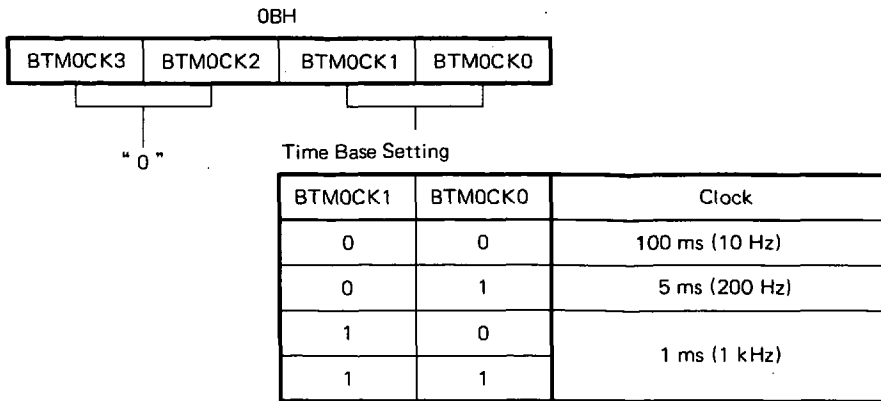 0BH
BTM0CK3 BTM0CK2 BTM0CK1 BTM0CK0
"0"
Time Base Setting
BTM0CK1 BTM0CK0 Clock
0 0 100 ms (10 Hz)
0 1 5 ms (200 Hz)
1 0
1 ms (1 kHz)
1 1